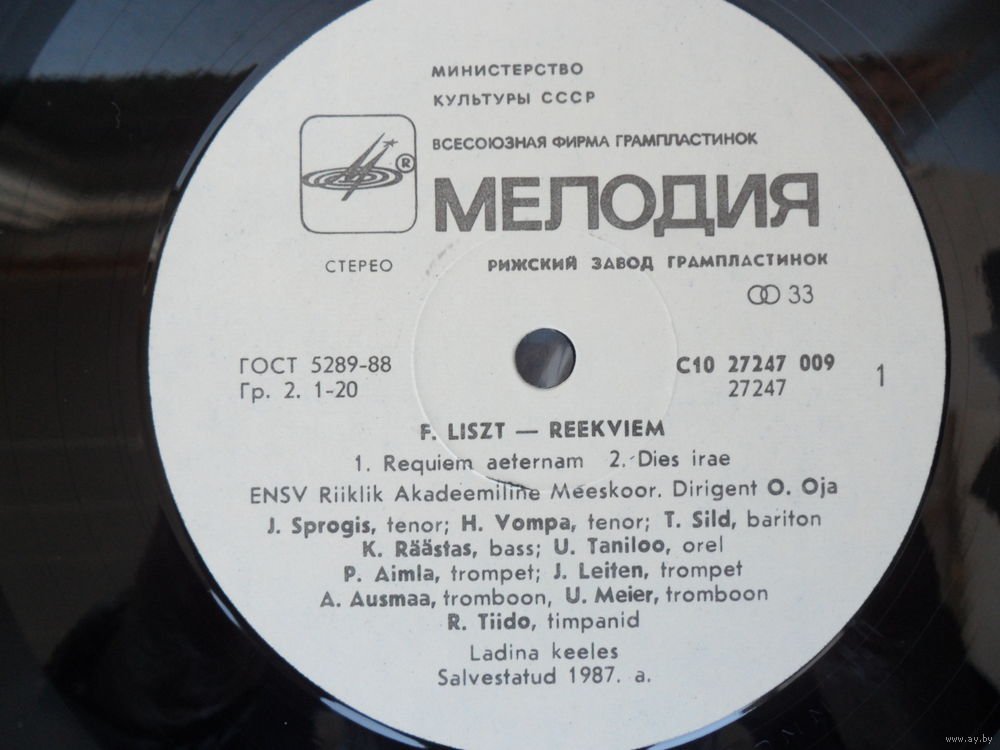 МИНИСТЕРСТВО
КУЛЬТУРЫ СССР
ВСЕСОЮЗНАЯ ФИРМА ГРАМПЛАСТИНОК
®
МЕЛОДИЯ
СТЕРЕО
РИЖСКИЙ ЗАВОД ГРАМПЛАСТИНОК
33
ГОСТ 5289-88
Гр. 2. 1-20
С10 27247 009
27247
1
F. LISZT — REEKVIEM
1. Requiem aeternam 2. Dies irae
ENSV Riiklik Akadeemiline Meeskoor. Dirigent O. Oja
J. Sprogis, tenor; H. Vompa, tenor; T. Sild, bariton
K. Räästas, bass; U. Taniloo, orel
P. Aimla, trompet; J. Leiten, trompet
A. Ausmaa, tromboon, U. Meier, tromboon
R. Tiido, timpanid
Ladina keeles
Salvestatud 1987. a.
www.ay.by